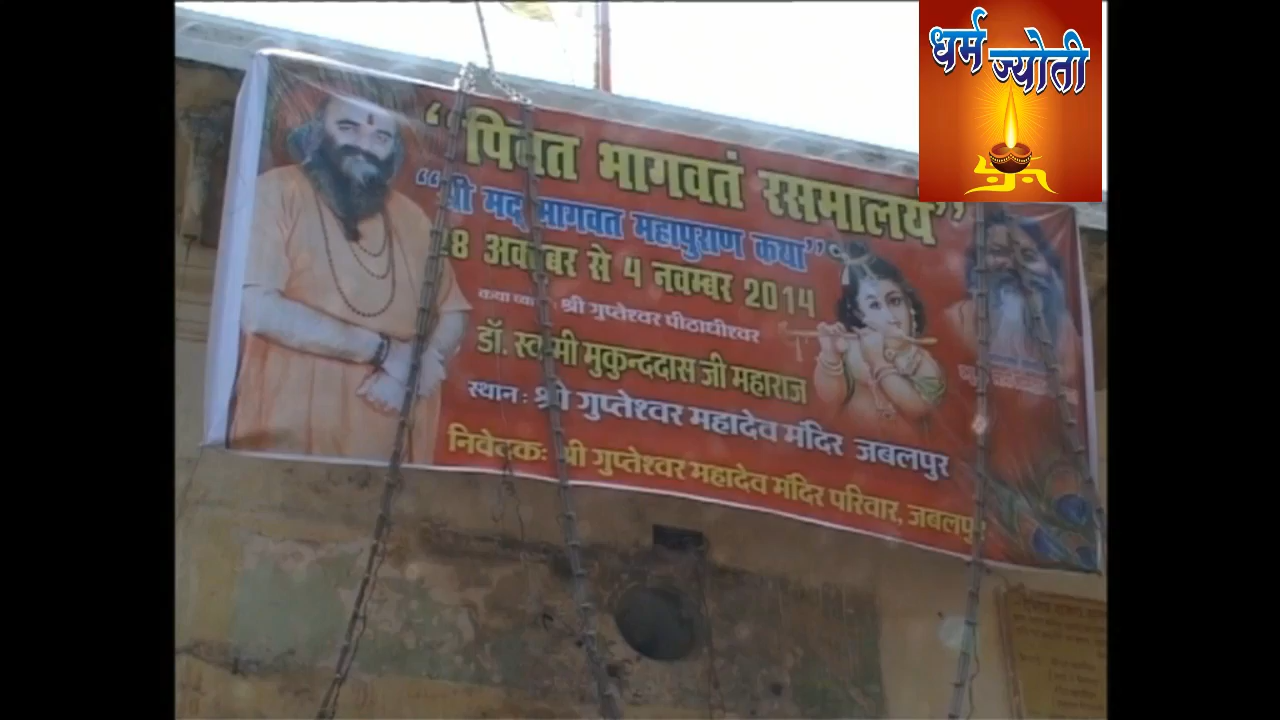 धर्म
ज्योती
“पिबत भागवतं रसमालयं”
“श्री मद् भागवत महापुराण कथा”
28 अक्टूबर से 4 नवम्बर 2014
कथा व्यास श्री गुप्तेश्वर पीठाधीश्वर
डॉ. स्वामी मुकुन्ददास जी महाराज
स्थान : श्री गुप्तेश्वर महादेव मंदिर जबलपुर
निवेदकः श्री गुप्तेश्वर महादेव मंदिर परिवार, जबलपुर